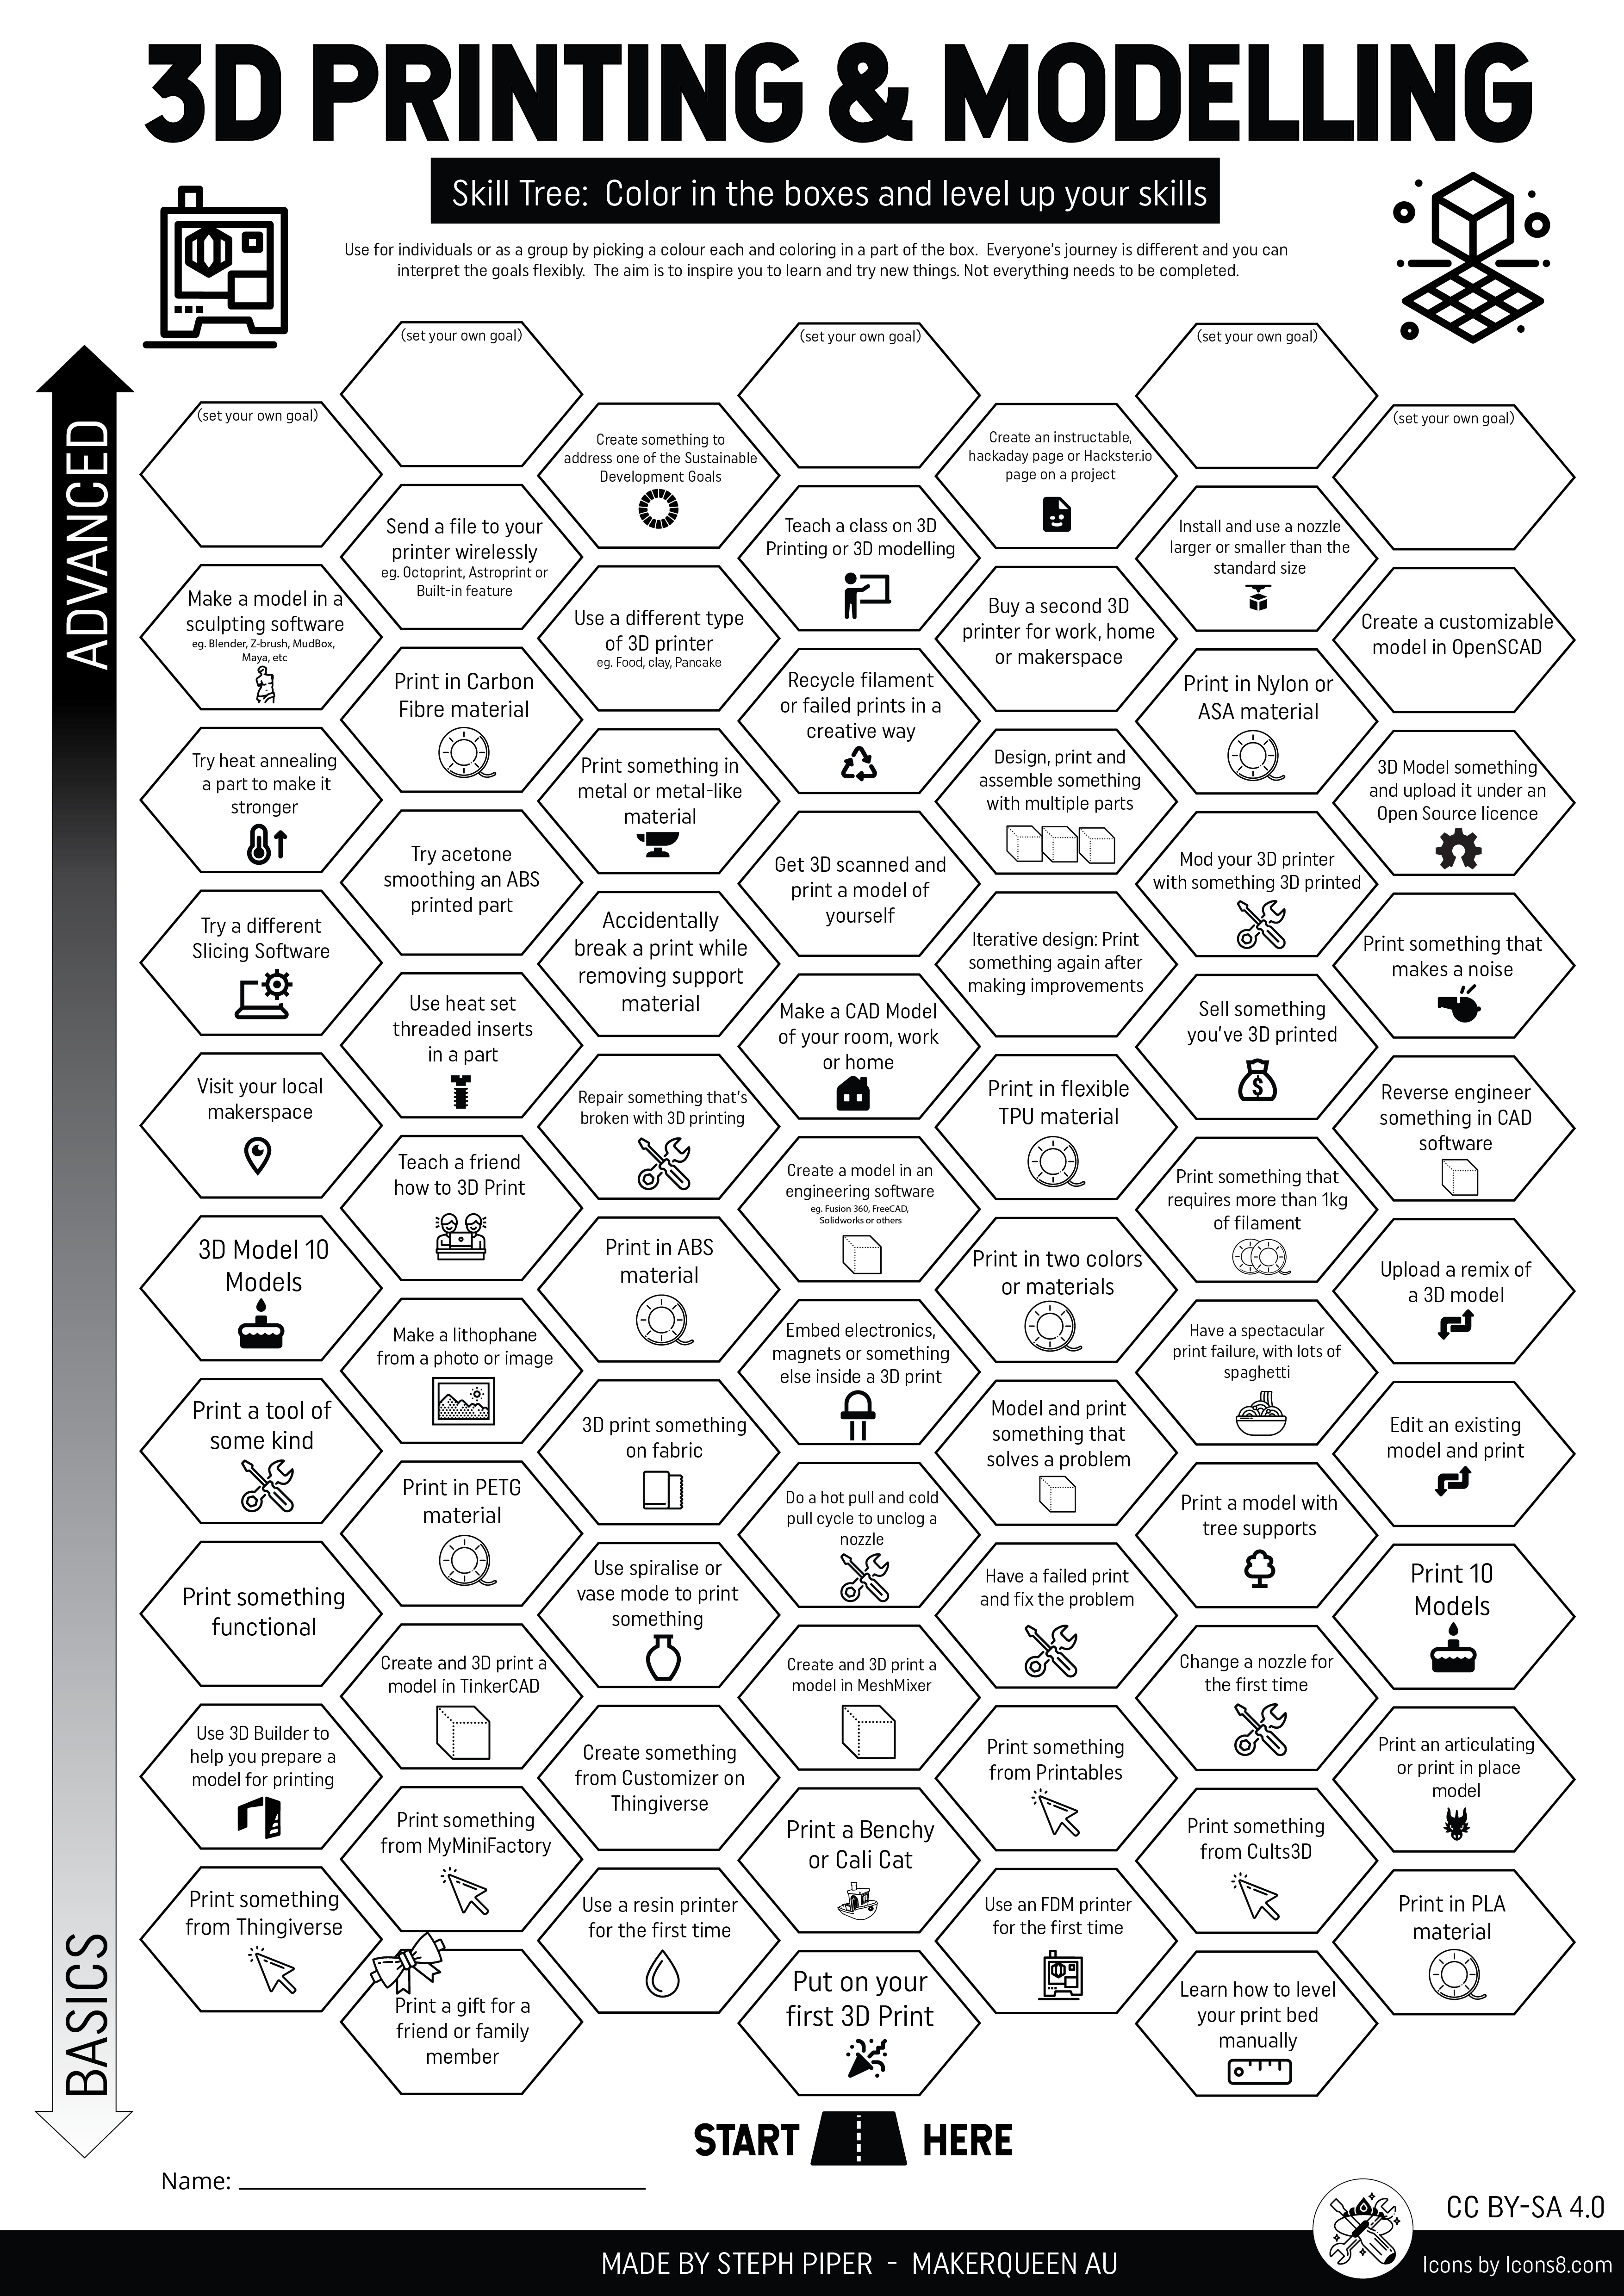 3D PRINTING & MODELLING
Skill Tree:  Color in the boxes and level up your skills
Use for individuals or as a group by picking a colour each and coloring in a part of the box.  Everyone's journey is different and you can
interpret the goals flexibly.  The aim is to inspire you to learn and try new things. Not everything needs to be completed.
ADVANCED
BASICS
(set your own goal)
(set your own goal)
(set your own goal)
(set your own goal)
(set your own goal)
Create something to
address one of the Sustainable
Development Goals
Create an instructable,
hackaday page or Hackster.io
page on a project
Send a file to your
printer wirelessly
eg. Octoprint, Astroprint or
Built-in feature
Teach a class on 3D
Printing or 3D modelling
Install and use a nozzle
larger or smaller than the
standard size
Make a model in a
sculpting software
eg. Blender, Z-brush, MudBox,
Maya, etc
Use a different type
of 3D printer
eg. Food, clay, Pancake
Buy a second 3D
printer for work, home
or makerspace
Create a customizable
model in OpenSCAD
Print in Carbon
Fibre material
Recycle filament
or failed prints in a
creative way
Print in Nylon or
ASA material
Try heat annealing
a part to make it
stronger
Print something in
metal or metal-like
material
Design, print and
assemble something
with multiple parts
3D Model something
and upload it under an
Open Source licence
Try acetone
smoothing an ABS
printed part
Get 3D scanned and
print a model of
yourself
Mod your 3D printer
with something 3D printed
Try a different
Slicing Software
Accidentally
break a print while
removing support
material
Iterative design: Print
something again after
making improvements
Print something that
makes a noise
Use heat set
threaded inserts
in a part
Make a CAD Model
of your room, work
or home
Sell something
you've 3D printed
$
Visit your local
makerspace
Repair something that's
broken with 3D printing
Print in flexible
TPU material
Reverse engineer
something in CAD
software
Teach a friend
how to 3D Print
Create a model in an
engineering software
eg. Fusion 360, FreeCAD,
Solidworks or others
Print something that
requires more than 1kg
of filament
3D Model 10
Models
Print in ABS
material
Print in two colors
or materials
Upload a remix of
a 3D model
Make a lithophane
from a photo or image
Embed electronics,
magnets or something
else inside a 3D print
Have a spectacular
print failure, with lots of
spaghetti
Print a tool of
some kind
3D print something
on fabric
Model and print
something that
solves a problem
Edit an existing
model and print
Print in PETG
material
Do a hot pull and cold
pull cycle to unclog a
nozzle
Print a model with
tree supports
Print something
functional
Use spiralise or
vase mode to print
something
Have a failed print
and fix the problem
Print 10
Models
Create and 3D print a
model in TinkerCAD
Create and 3D print a
model in MeshMixer
Change a nozzle for
the first time
Use 3D Builder to
help you prepare a
model for printing
Create something
from Customizer on
Thingiverse
Print something
from Printables
Print an articulating
or print in place
model
Print something
from MyMiniFactory
Print a Benchy
or Cali Cat
Print something
from Cults3D
Print something
from Thingiverse
Use a resin printer
for the first time
Use an FDM printer
for the first time
Print in PLA
material
Print a gift for a
friend or family
member
Put on your
first 3D Print
Learn how to level
your print bed
manually
START HERE
Name:
CC BY-SA 4.0
MADE BY STEPH PIPER  -  MAKERQUEEN AU
Icons by Icons8.com